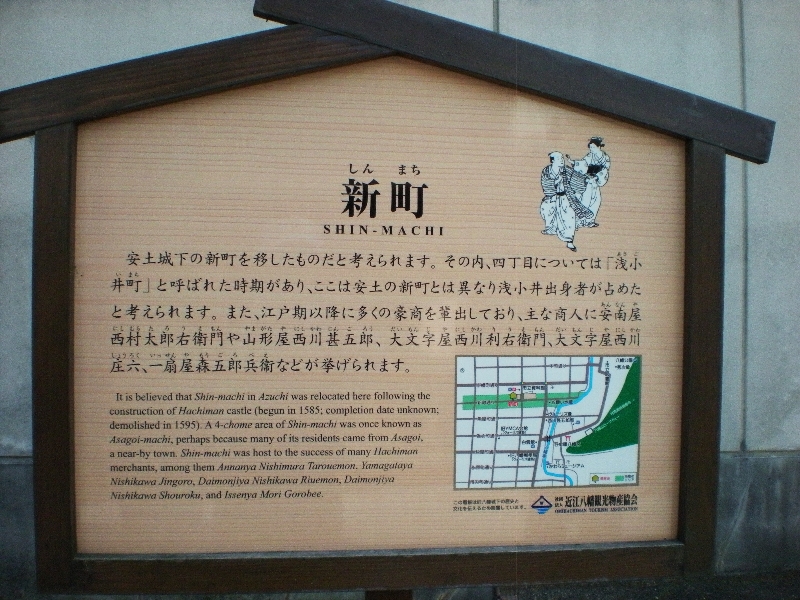 しん まち
新町
SHIN-MACHI
安土城下の新町を移したものだと考えられます。その内、四丁目については「浅小
井町」と呼ばれた時期があり、ここは安土の新町とは異なり浅小井出身者が占めた
と考えられます。また、江戸期以降に多くの豪商を輩出しており、主な商人に安南屋
西村太郎右衛門や山形屋西川甚五郎、大文字屋西川利右衛門、大文字屋西川
庄六、一扇屋森五郎兵衛などが挙げられます。
It is believed that Shin-machi in Azuchi was relocated here following the
construction of Hachiman castle (begun in 1585; completion date unknown;
demolished in 1595). A 4-chome area of Shin-machi was once known as
Asagoi-machi, perhaps because many of its residents came from Asagoi,
a near-by town. Shin-machi was host to the success of many Hachiman
merchants, among them Annanya Nishimura Tarouemon, Yamagataya
Nishikawa Jingoro, Daimonjiya Nishikawa Riuemon, Daimonjiya
Nishikawa Shouroku, and Issenya Mori Gorobee.
社団法人 近江八幡観光物産協会
OMIHACHIMAN TOURISM ASSOCIATION